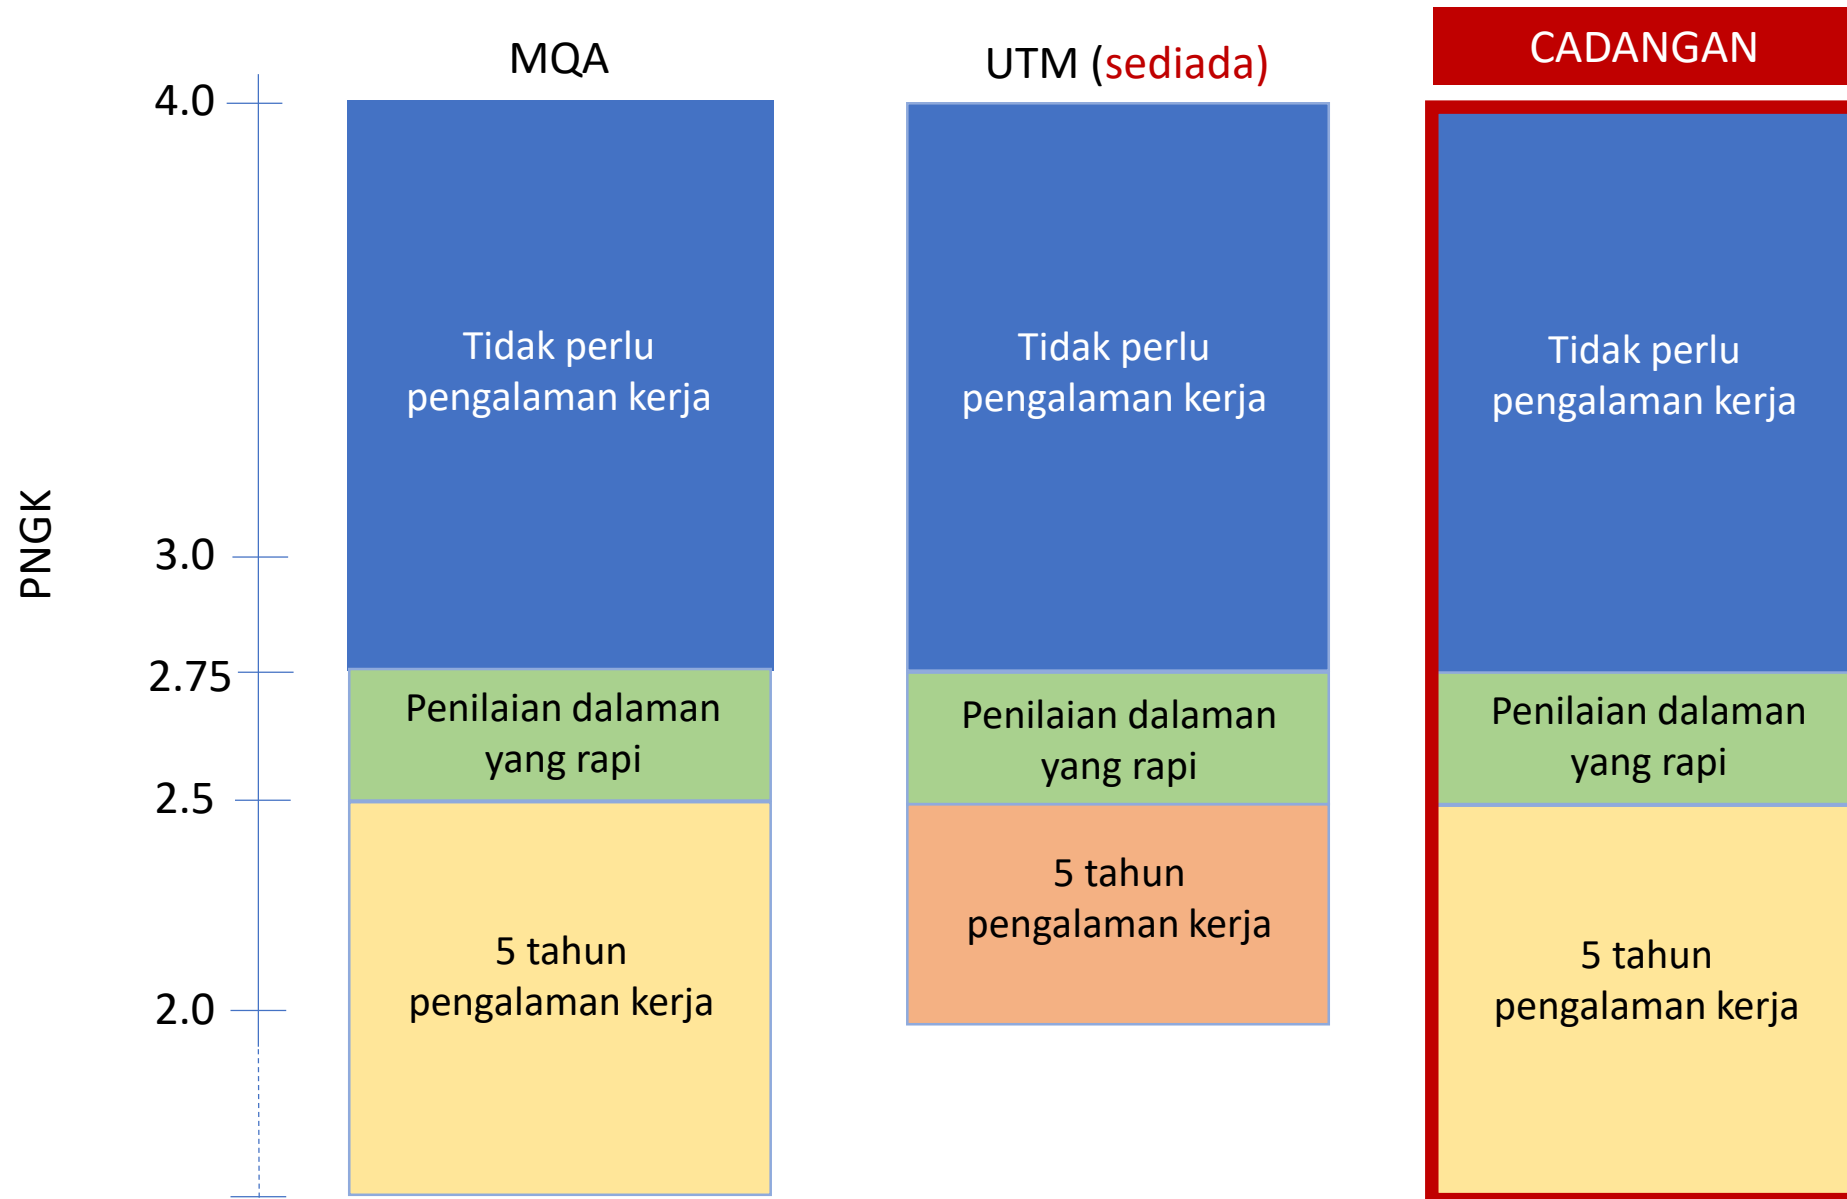 MQA
UTM (sediada)
CADANGAN
PNGK
4.0
3.0
2.75
2.5
2.0
Tidak perlu
pengalaman kerja
Penilaian dalaman
yang rapi
5 tahun
pengalaman kerja
Tidak perlu
pengalaman kerja
Penilaian dalaman
yang rapi
5 tahun
pengalaman kerja
Tidak perlu
pengalaman kerja
Penilaian dalaman
yang rapi
5 tahun
pengalaman kerja